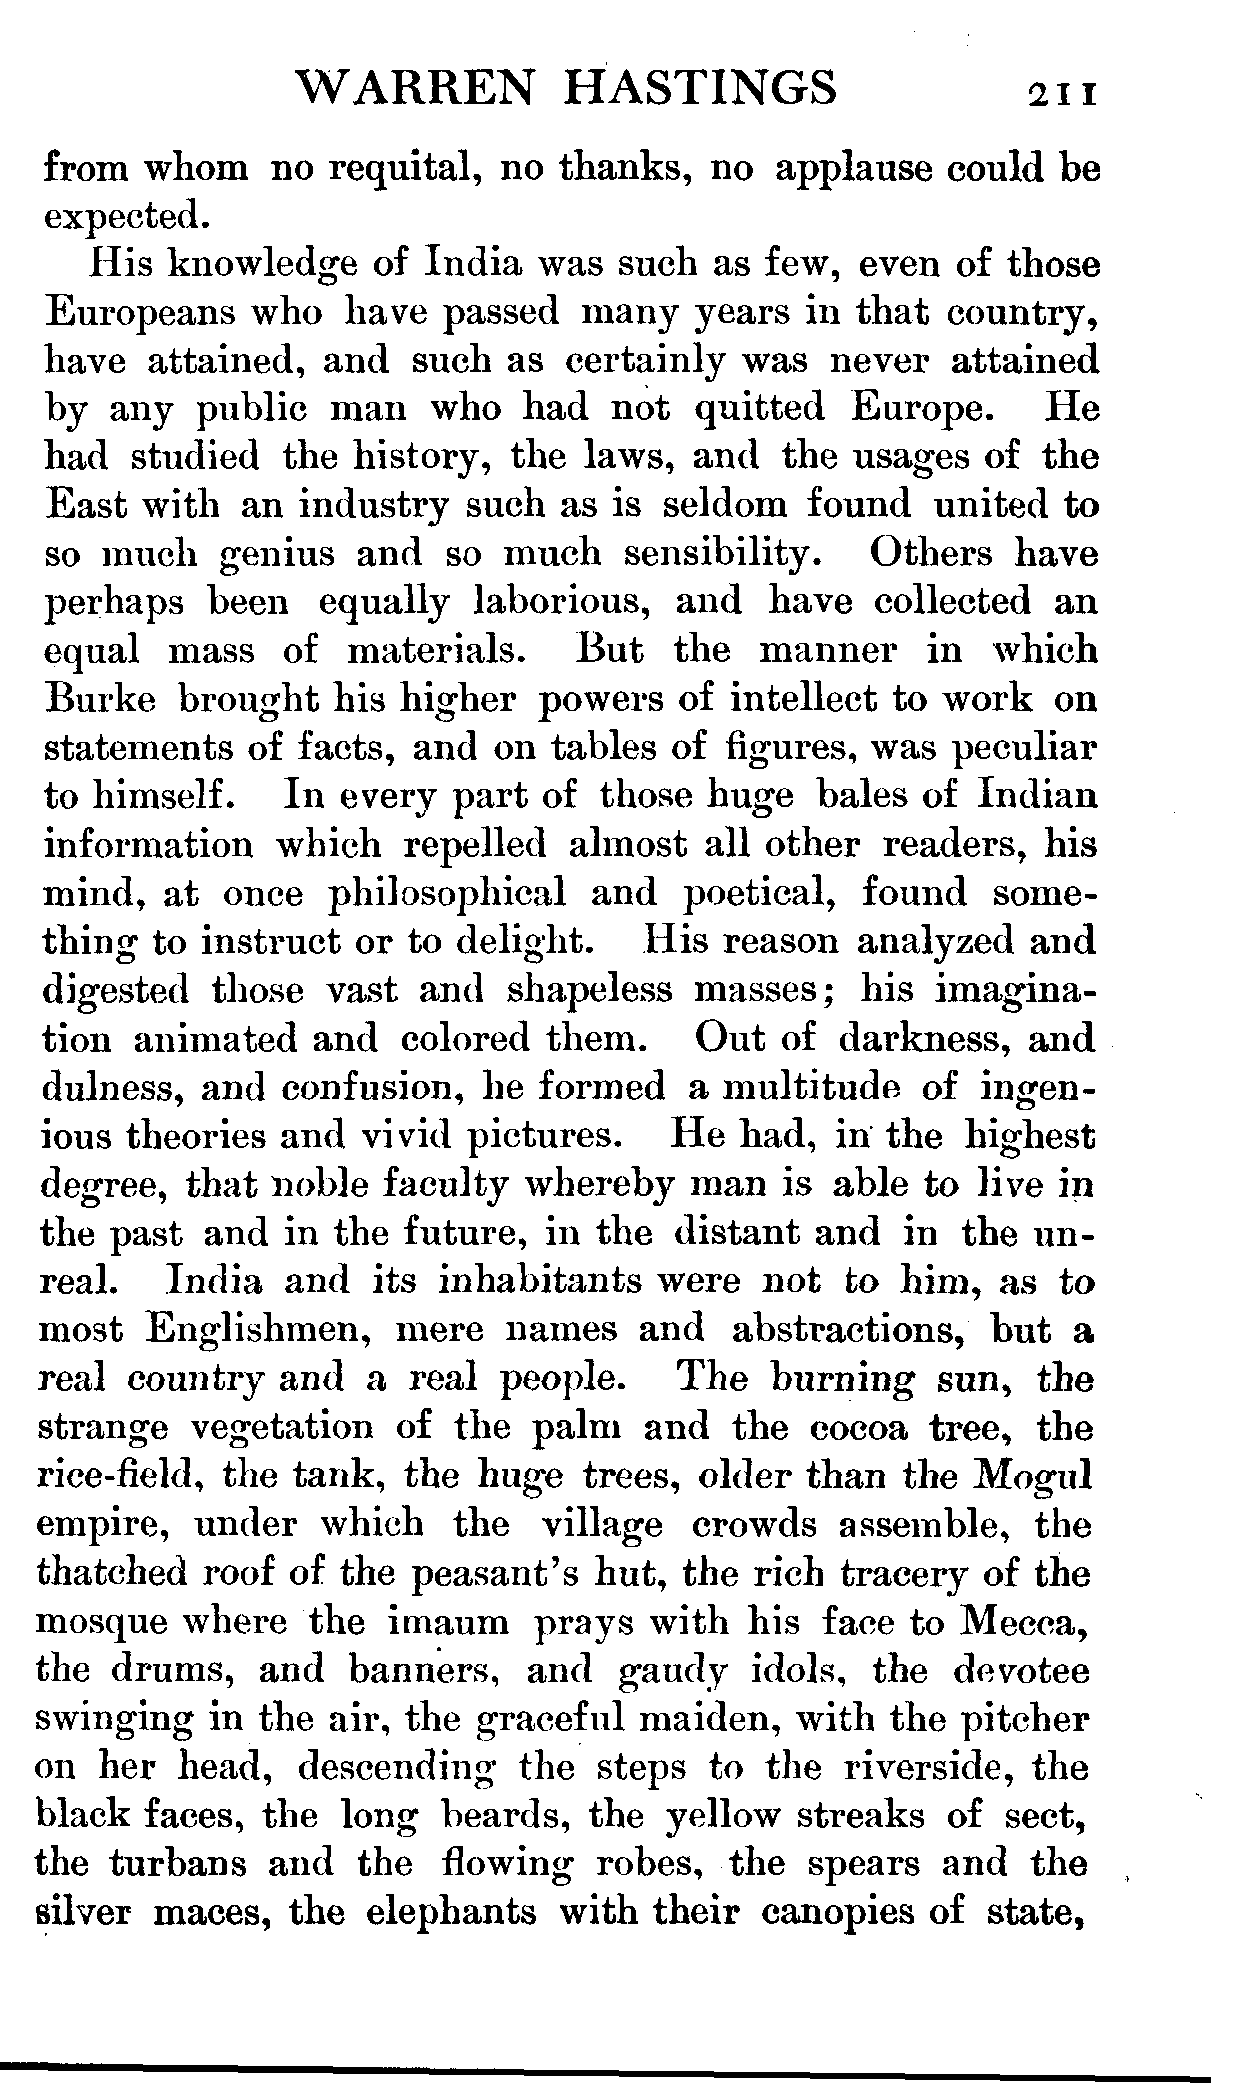 WARREN HASTINGS 211
from whom no requital, no thanks, no applause could be
expected.
His knowledge of India was such as few, even of those
Europeans who have passed many years in that country,
have attained, and such as certainly was never attained
by any public man who had not quitted Europe. He
had studied the history, the laws, and the usages of the
East with an industry such as is seldom found united to
so much genius and so much sensibility. Others have
perhaps been equally laborious, and have collected an
equal mass of materials. But the manner in which
Burke brought his higher powers of intellect to work on
statements of facts, and on tables of figures, was peculiar
to himself. In every part of those huge bales of Indian
information which repelled almost all other readers, his
mind, at once philosophical and poetical, found some-
thing to instruct or to delight. His reason analyzed and
digested those vast and shapeless masses; his imagina-
tion animated and colored them. Out of darkness, and
dulness, and confusion, he formed a multitude of ingen-
ious theories and vivid pictures. He had, in the highest
degree, that noble faculty whereby man is able to live in
the past and in the future, in the distant and in the un-
real. India and its inhabitants were not to him, as to
most Englishmen, mere names and abstractions, but a
real country and a real people. The burning sun, the
strange vegetation of the palm and the cocoa tree, the
rice-field, the tank, the huge trees, older than the Mogul
empire, under which the village crowds assemble, the
thatched roof of the peasant's hut, the rich tracery of the
mosque where the imaum prays with his face to Mecca,
the drums, and banners, and gaudy idols, the devotee
swinging in the air, the graceful maiden, with the pitcher
on her head, descending the steps to the riverside, the
black faces, the long beards, the yellow streaks of sect,
the turbans and the flowing robes, the spears and the
silver maces, the elephants with their canopies of state,